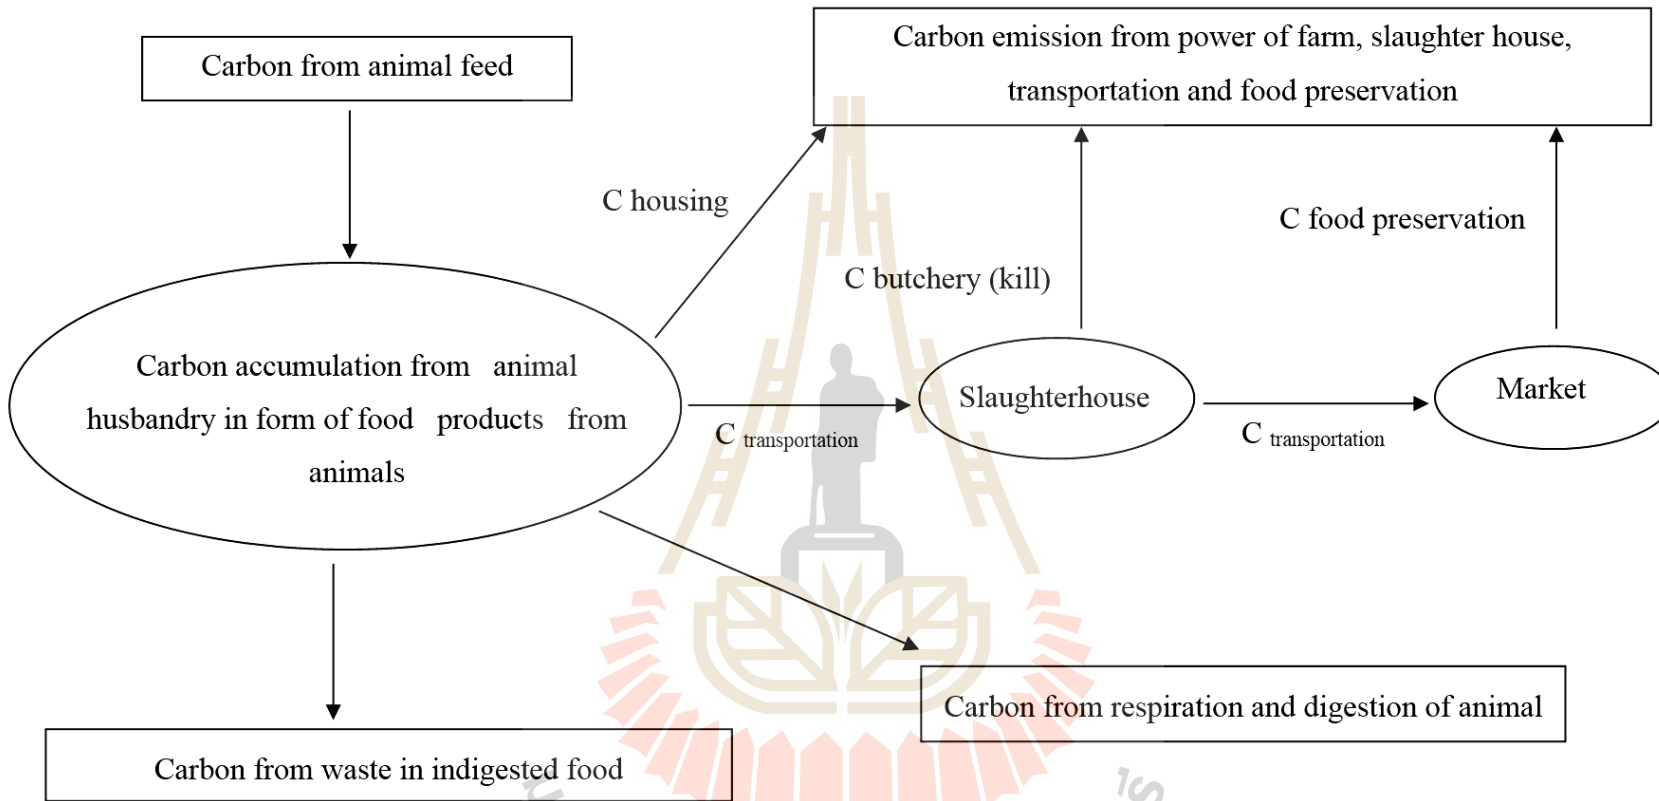 Carbon from animal feed
Carbon emission from power of farm, slaughter house,
transportation and food preservation
C housing
C food preservation
C butchery (kill)
Carbon accumulation from animal
husbandry in form of food products from
animals
Slaughterhouse
Market
C transportation
C transportation
Carbon from respiration and digestion of animal
Carbon from waste in indigested food